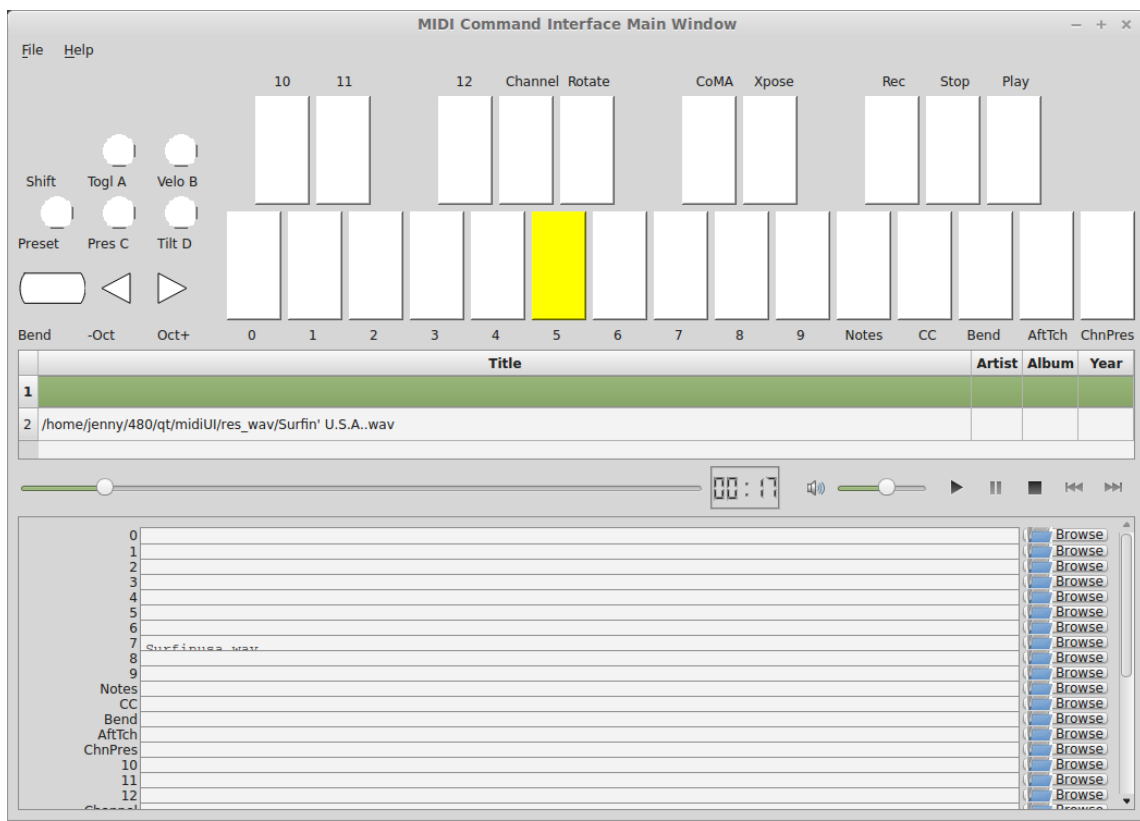 MIDI Command Interface Main Window
File Help
10 11 12 Channel Rotate CoMA Xpose Rec Stop Play
Shift Togl A Velo B
Preset Pres C Tilt D
Bend -Oct Oct+ 0 1 2 3 4 5 6 7 8 9 Notes CC Bend AftTch ChnPres
Title Artist Album Year
1
2 /home/jenny/480/qt/midiUI/res_wav/Surfin' U.S.A..wav
00:17
0 Browse
1 Browse
2 Browse
3 Browse
4 Browse
5 Browse
6 Browse
7 Surfinusa.wav Browse
8 Browse
9 Browse
Notes Browse
CC Browse
Bend Browse
AftTch Browse
ChnPres Browse
10 Browse
11 Browse
12 Browse
Channel Browse